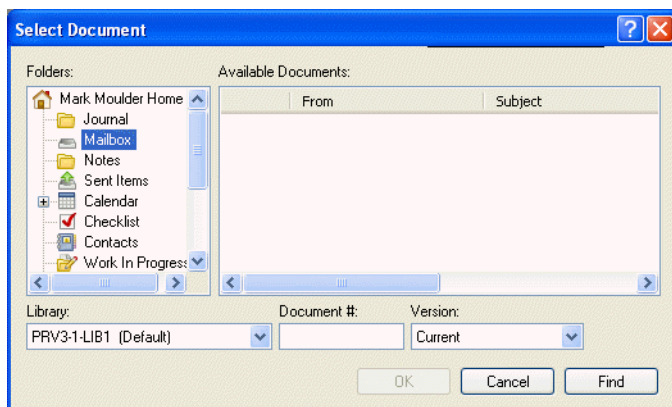 Select Document
Folders:
Available Documents:
Mark Moulder Home
From
Subject
Journal
Mailbox
Notes
Sent Items
Calendar
Checklist
Contacts
Work In Progress
Library:
Document #:
Version:
PRV3-1-LIB1 (Default)
Current
OK
Cancel
Find